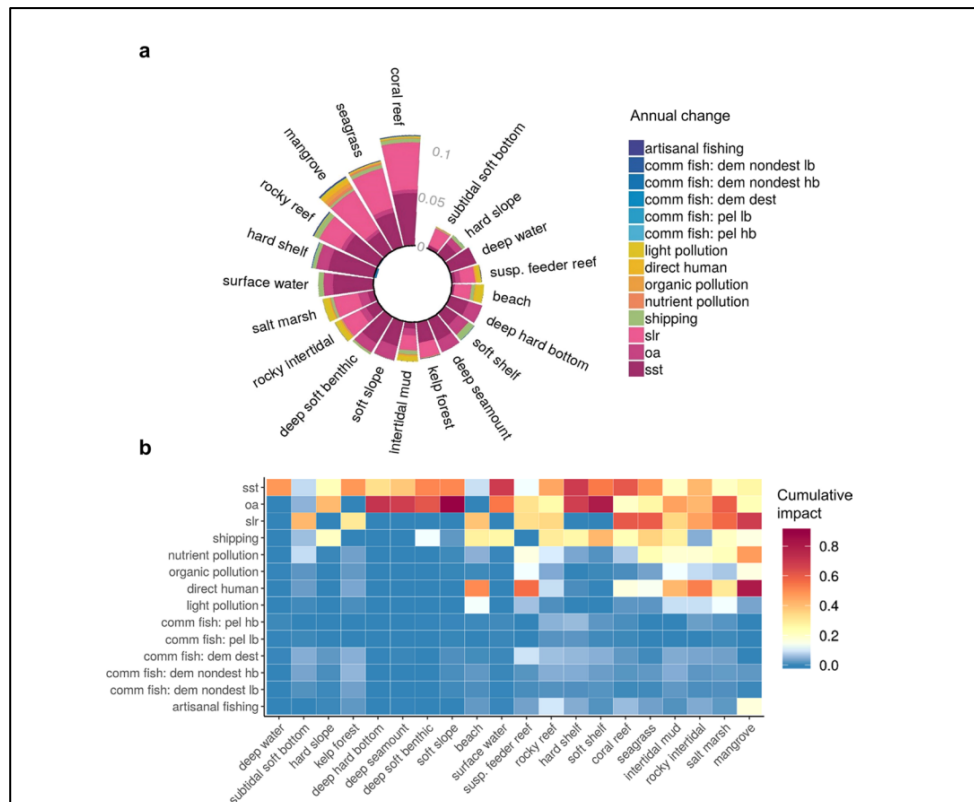 a
coral reef
seagrass
mangrove
rocky reef
hard shelf
surface water
salt marsh
rocky Intertidal
deep soft benthic
soft slope
Intertidal mud
kelp forest
deep seamount
soft shelf
deep hard bottom
beach
susp. feeder reef
deep water
hard slope
subtidal soft bottom
0.1
0.05
0
Annual change
artisanal fishing
comm fish: dem nondest lb
comm fish: dem nondest hb
comm fish: dem dest
comm fish: pel lb
comm fish: pel hb
light pollution
direct human
organic pollution
nutrient pollution
shipping
slr
oa
sst
b
sst
oa
slr
shipping
nutrient pollution
organic pollution
direct human
light pollution
comm fish: pel hb
comm fish: pel lb
comm fish: dem dest
comm fish: dem nondest hb
comm fish: dem nondest lb
artisanal fishing
deep water
subtidal soft bottom
hard slope
kelp forest
deep hard bottom
deep seamount
deep soft benthic
soft slope
beach
surface water
susp. feeder reef
rocky reef
hard shelf
soft shelf
coral reef
seagrass
intertidal mud
rocky intertidal
salt marsh
mangrove
Cumulative
impact
0.8
0.6
0.4
0.2
0.0